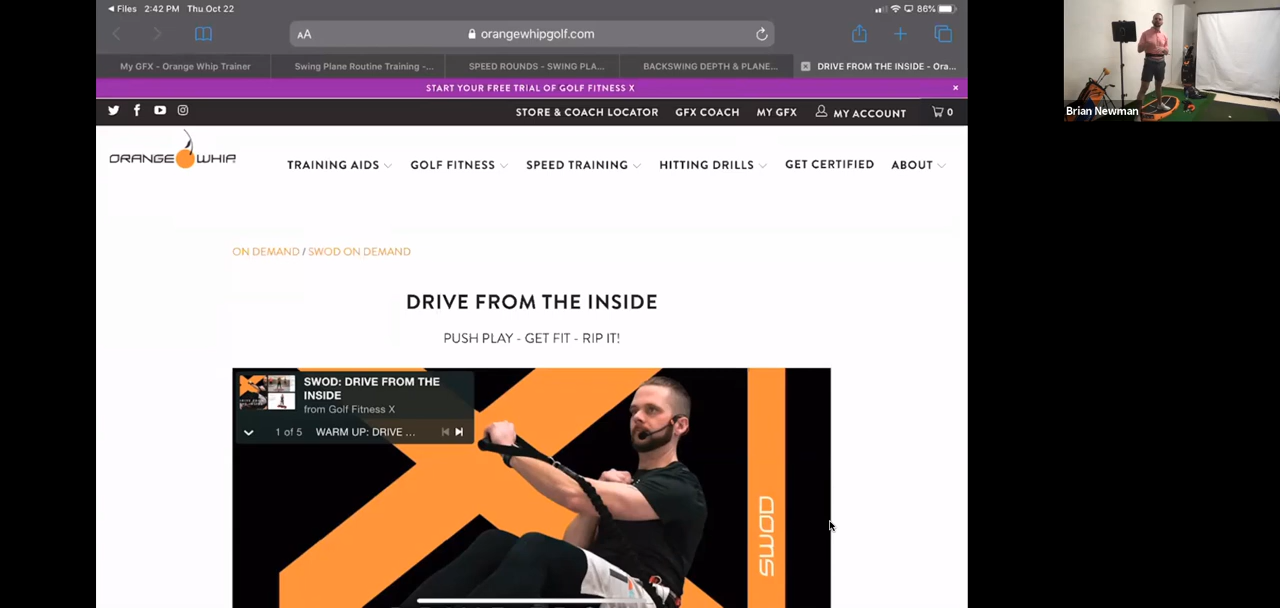 Files 2:42 PM Thu Oct 22 86%
AA orangewhipgolf.com
My GFX - Orange Whip Trainer Swing Plane Routine Training -... SPEED ROUNDS - SWING PLA... BACKSWING DEPTH & PLANE... DRIVE FROM THE INSIDE - Ora...
START YOUR FREE TRIAL OF GOLF FITNESS X
STORE & COACH LOCATOR GFX COACH MY GFX MY ACCOUNT 0
ORANGE WHIP
TRAINING AIDS GOLF FITNESS SPEED TRAINING HITTING DRILLS GET CERTIFIED ABOUT
ON DEMAND / SWOD ON DEMAND
DRIVE FROM THE INSIDE
PUSH PLAY - GET FIT - RIP IT!
SWOD: DRIVE FROM THE
INSIDE
from Golf Fitness X
1 of 5 WARM UP: DRIVE ...
SWODS
Brian Newman